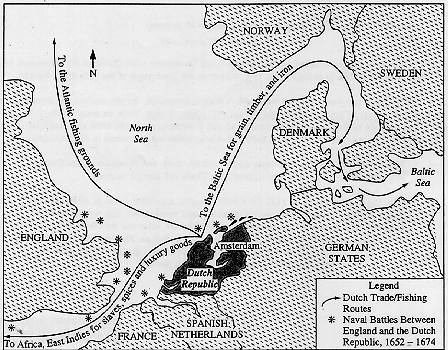 NORWAY
SWEDEN
N
To the Atlantic fishing grounds
North
Sea
To the Baltic Sea for grain, timber, and iron
DENMARK
Baltic
Sea
ENGLAND
Amsterdam
GERMAN
STATES
Dutch
Republic
To Africa, East Indies for slaves, spices and luxury goods
SPANISH
NETHERLANDS
FRANCE
Legend
Dutch Trade/Fishing
Routes
Naval Battles Between
England and the Dutch
Republic, 1652 – 1674